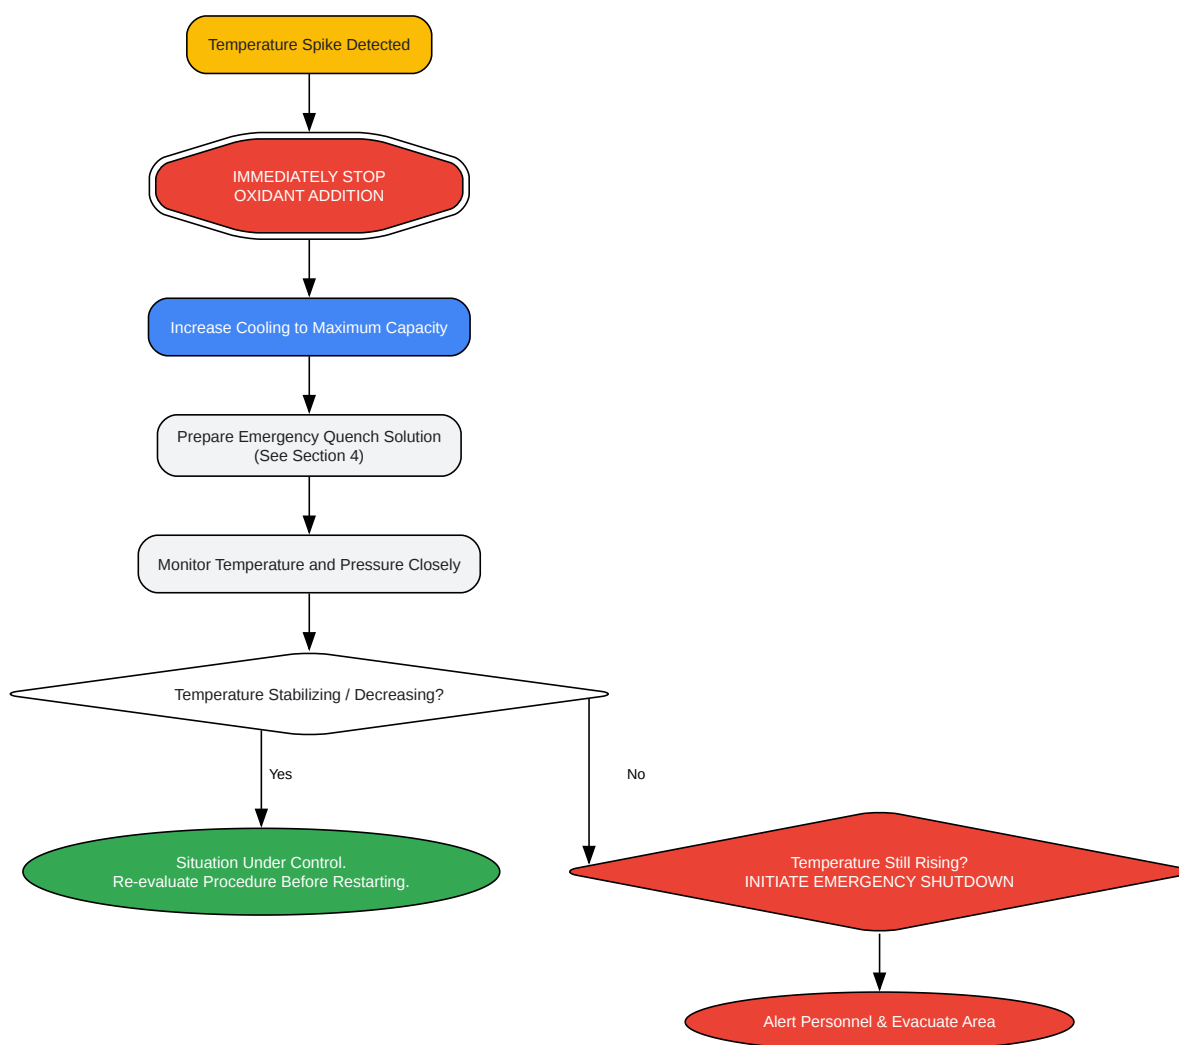 Temperature Spike Detected
IMMEDIATELY STOP
OXIDANT ADDITION
Increase Cooling to Maximum Capacity
Prepare Emergency Quench Solution
(See Section 4)
Monitor Temperature and Pressure Closely
Temperature Stabilizing / Decreasing?
Yes
No
Situation Under Control.
Re-evaluate Procedure Before Restarting.
Temperature Still Rising?
INITIATE EMERGENCY SHUTDOWN
Alert Personnel & Evacuate Area